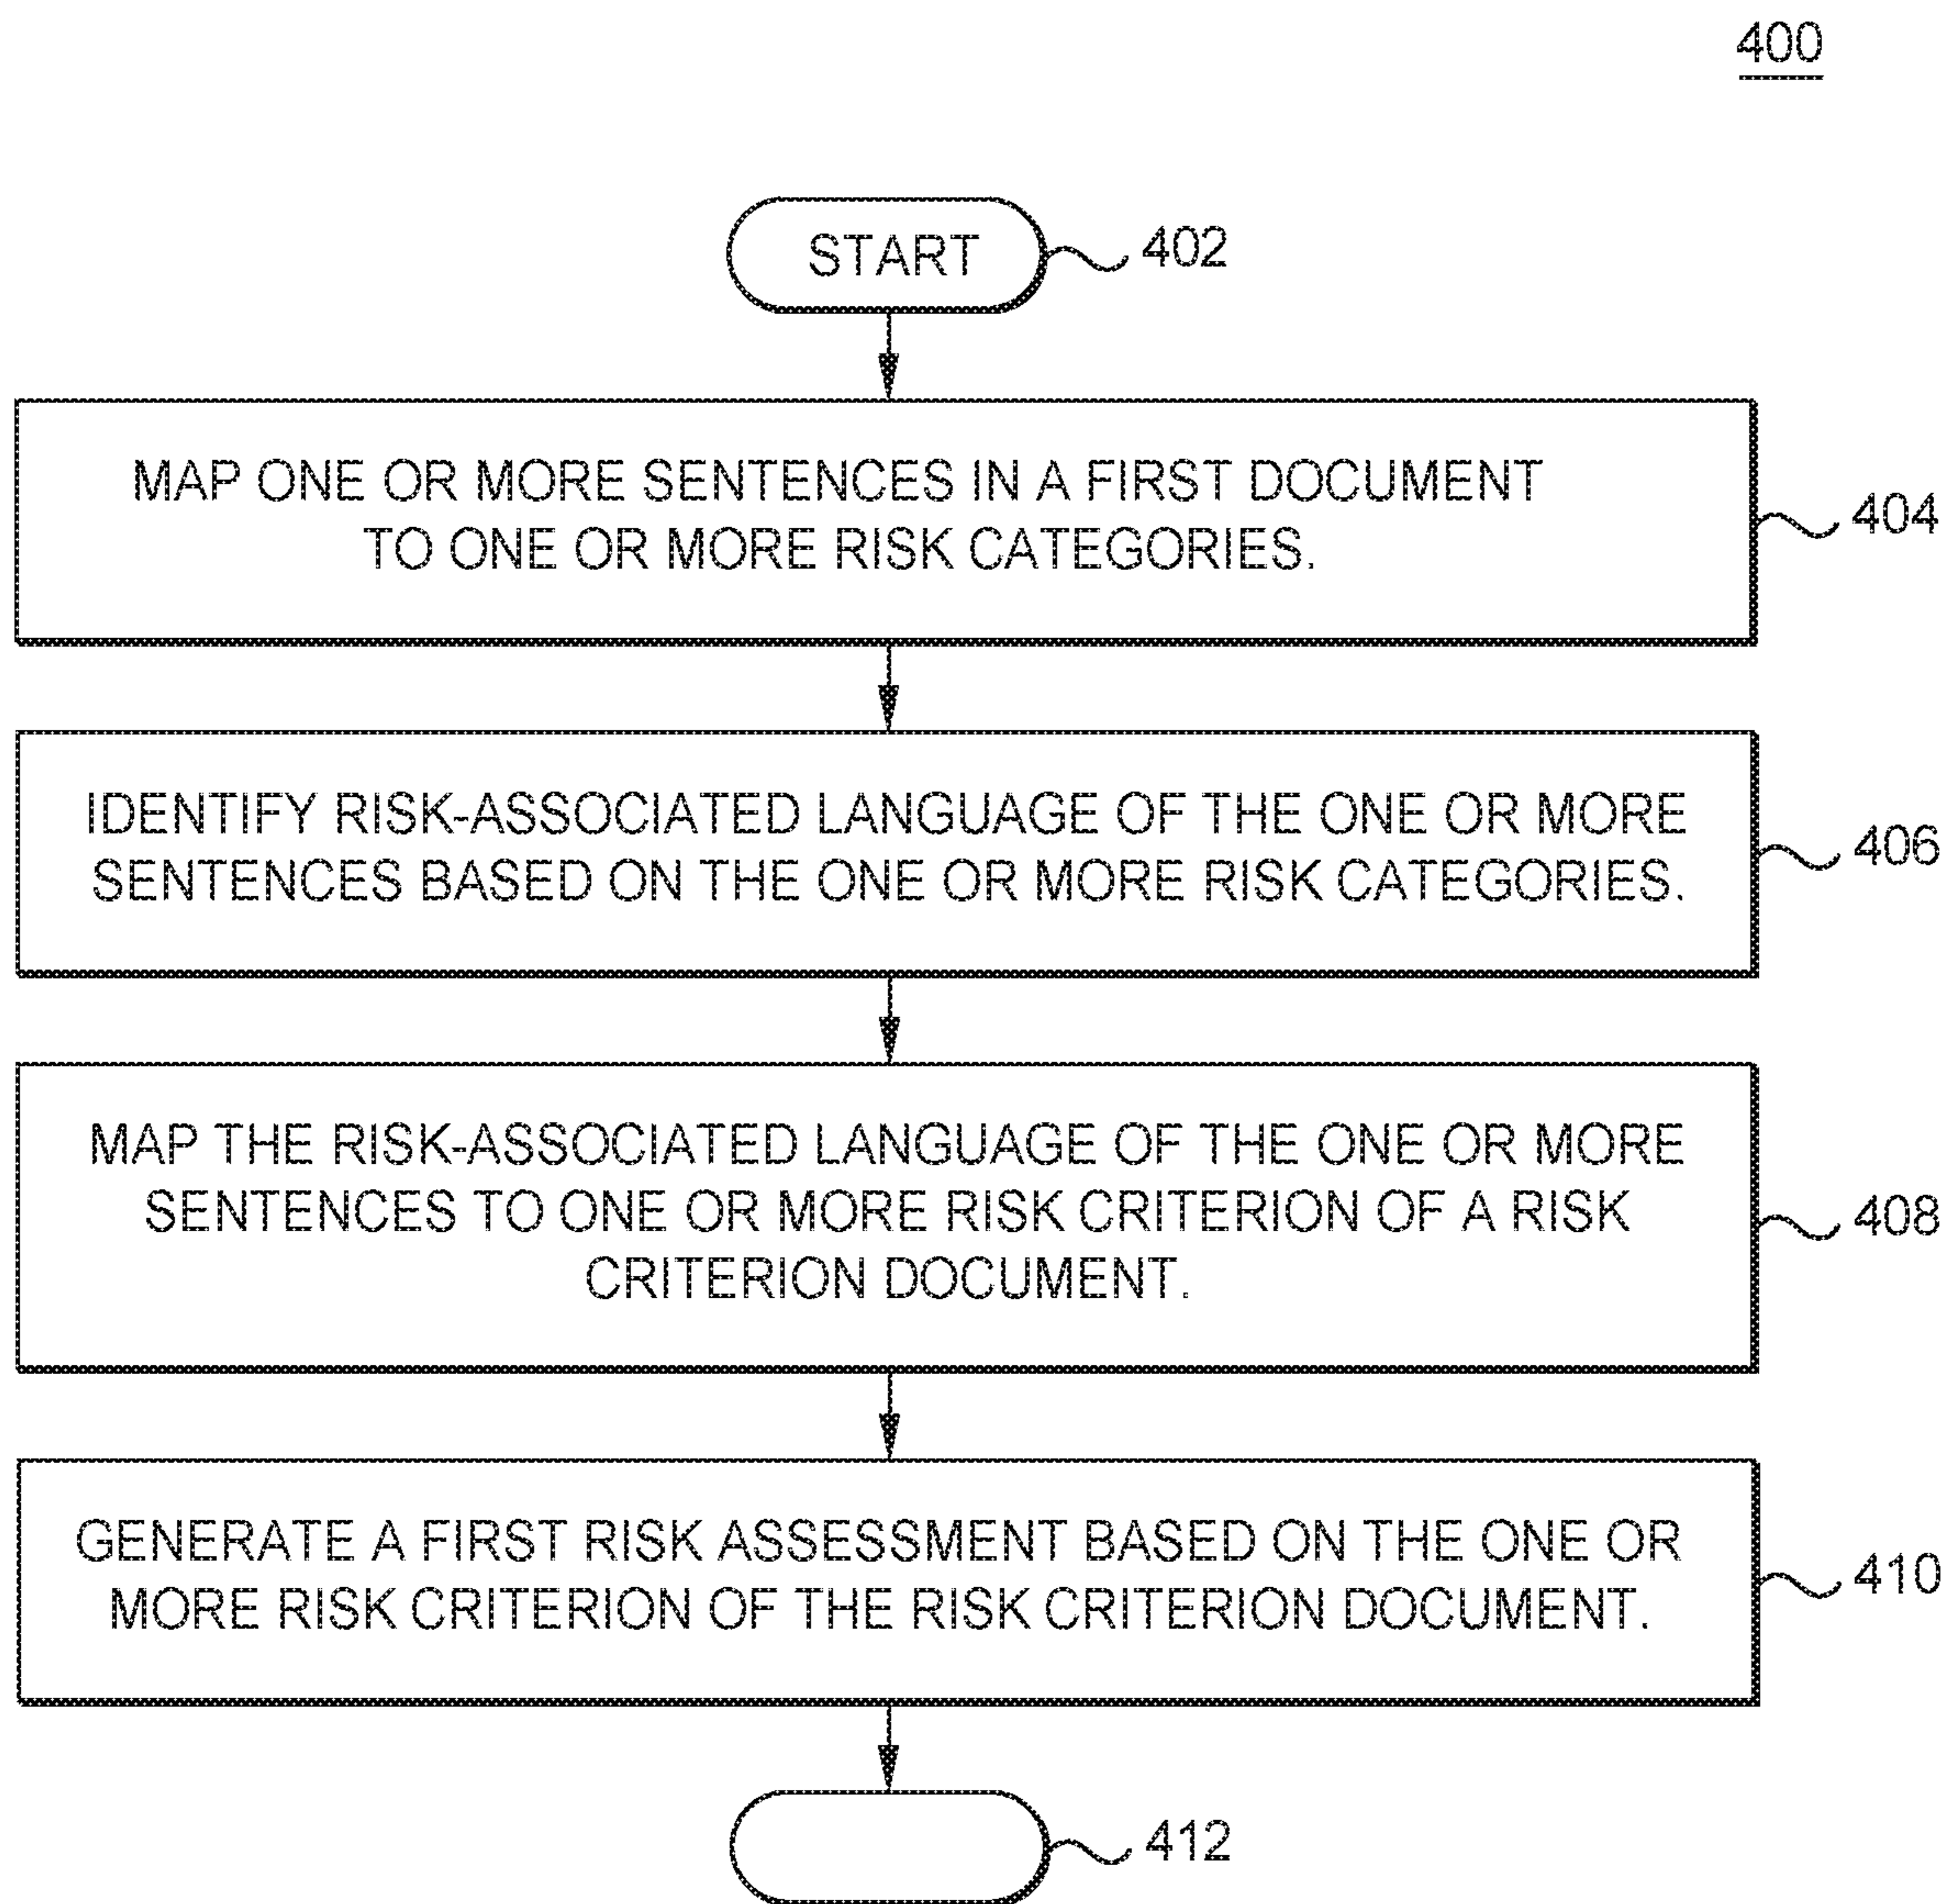 400
START
402
MAP ONE OR MORE SENTENCES IN A FIRST DOCUMENT
TO ONE OR MORE RISK CATEGORIES.
404
IDENTIFY RISK-ASSOCIATED LANGUAGE OF THE ONE OR MORE
SENTENCES BASED ON THE ONE OR MORE RISK CATEGORIES.
406
MAP THE RISK-ASSOCIATED LANGUAGE OF THE ONE OR MORE
SENTENCES TO ONE OR MORE RISK CRITERION OF A RISK
CRITERION DOCUMENT.
408
GENERATE A FIRST RISK ASSESSMENT BASED ON THE ONE OR
MORE RISK CRITERION OF THE RISK CRITERION DOCUMENT.
410
412